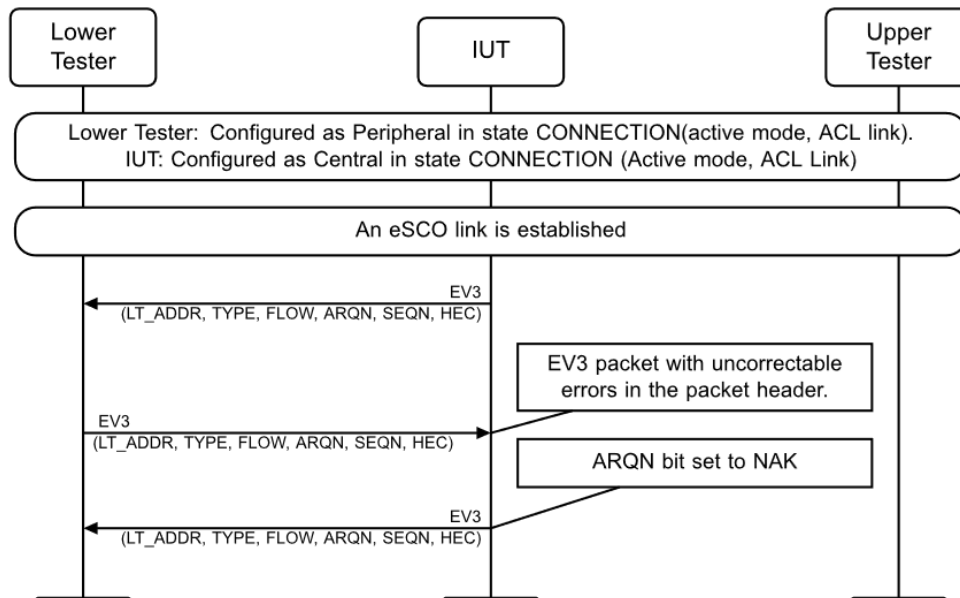 Lower
Tester
IUT
Upper
Tester
Lower Tester: Configured as Peripheral in state CONNECTION(active mode, ACL link).
IUT: Configured as Central in state CONNECTION (Active mode, ACL Link)
An eSCO link is established
EV3
(LT_ADDR, TYPE, FLOW, ARQN, SEQN, HEC)
EV3 packet with uncorrectable
errors in the packet header.
EV3
(LT_ADDR, TYPE, FLOW, ARQN, SEQN, HEC)
ARQN bit set to NAK
EV3
(LT_ADDR, TYPE, FLOW, ARQN, SEQN, HEC)